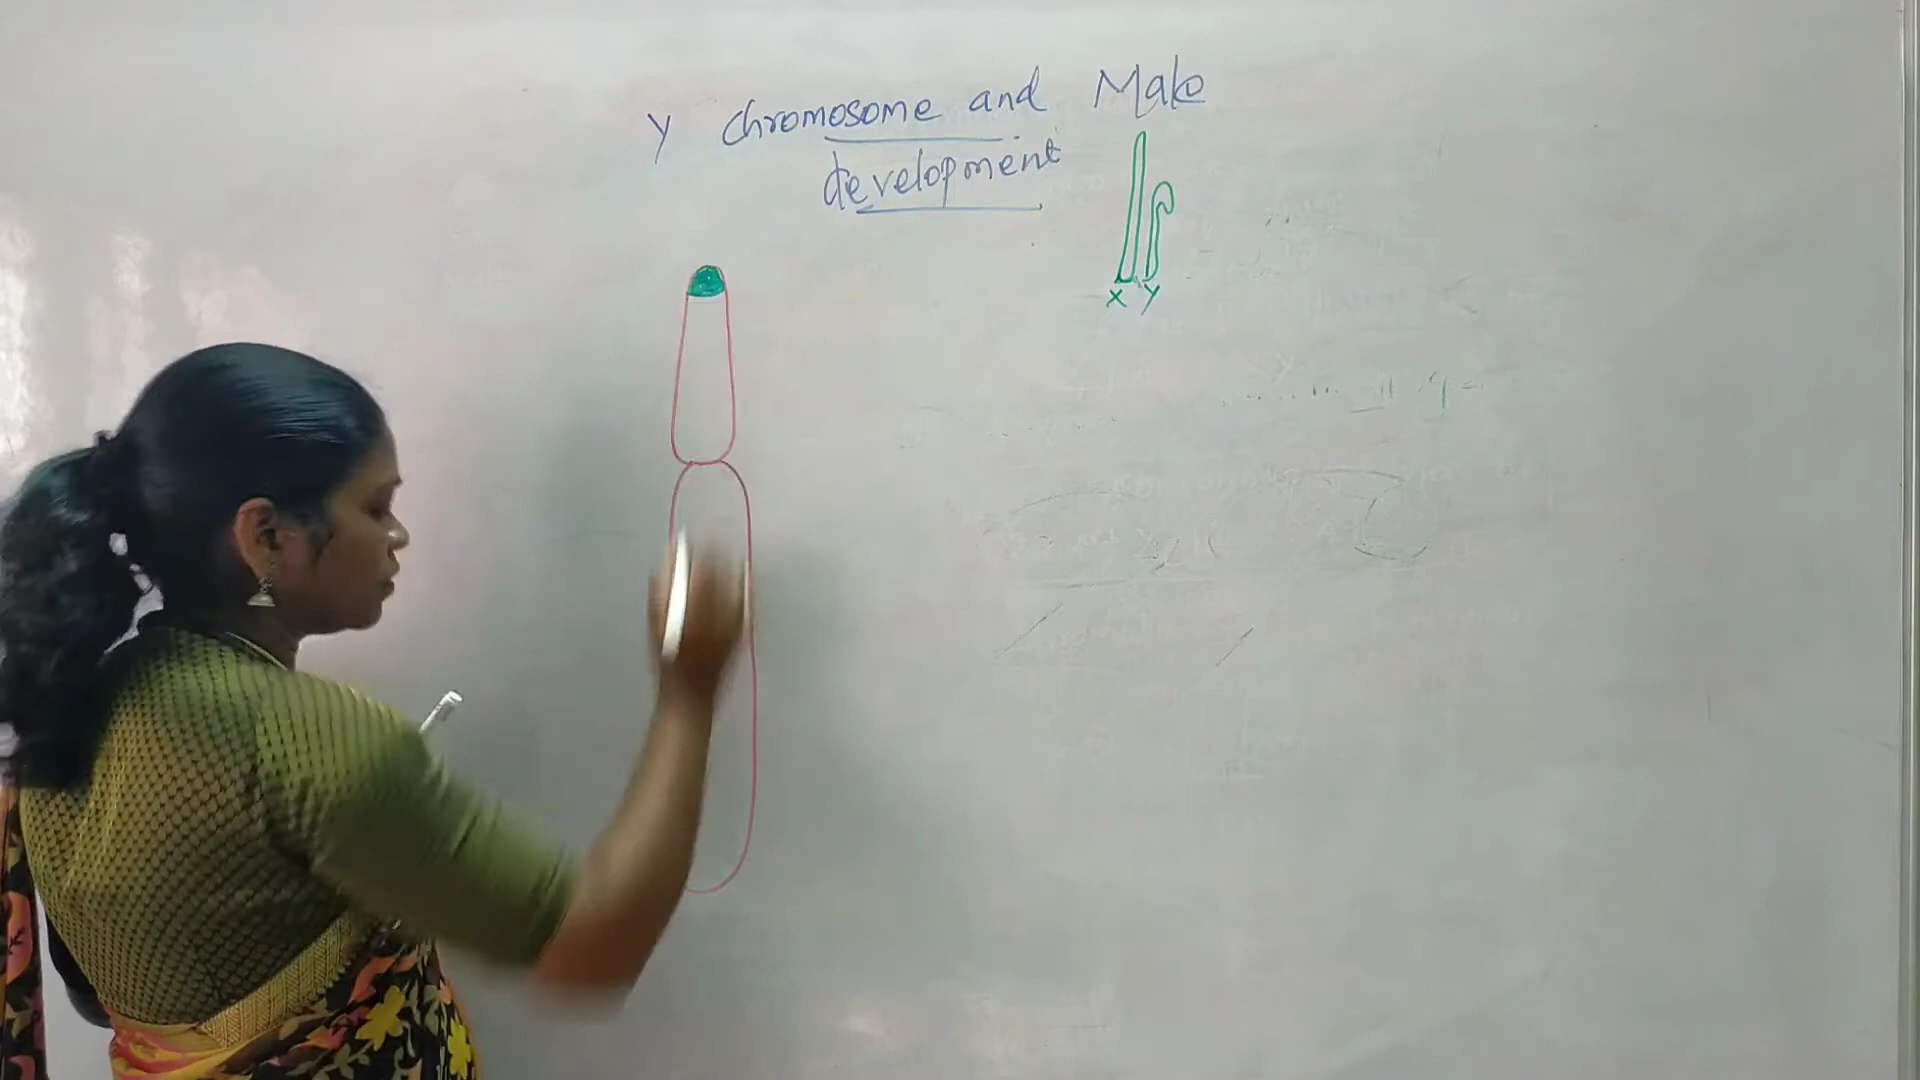 Y chromosome and Male
development
X Y